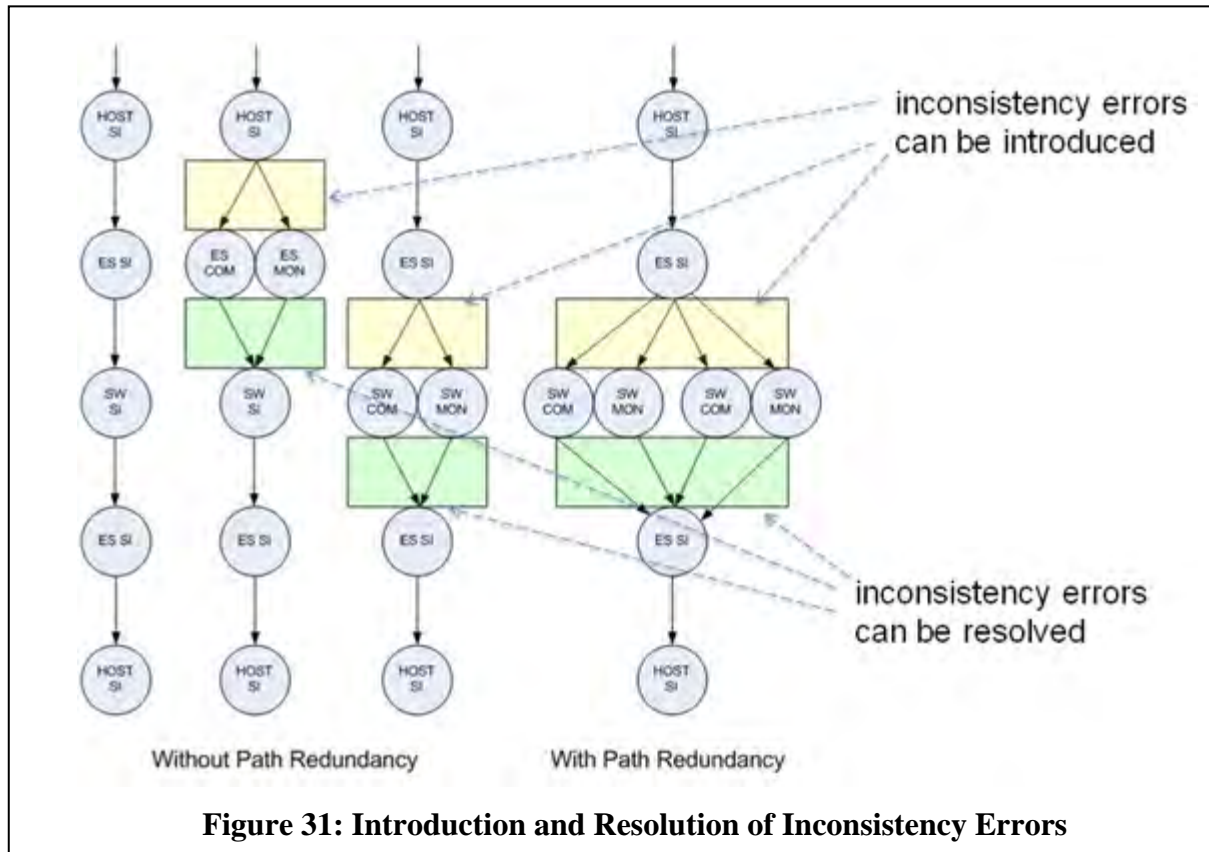 HOST
SI
HOST
SI
HOST
SI
HOST
SI
inconsistency errors
can be introduced
ES SI
ES
COM
ES
MON
ES SI
ES SI
SW
SI
SW
SI
SW
COM
SW
MON
SW
COM
SW
MON
SW
COM
SW
MON
ES SI
ES SI
ES SI
ES SI
inconsistency errors
can be resolved
HOST
SI
HOST
SI
HOST
SI
HOST
SI
Without Path Redundancy
With Path Redundancy
Figure 31: Introduction and Resolution of Inconsistency Errors